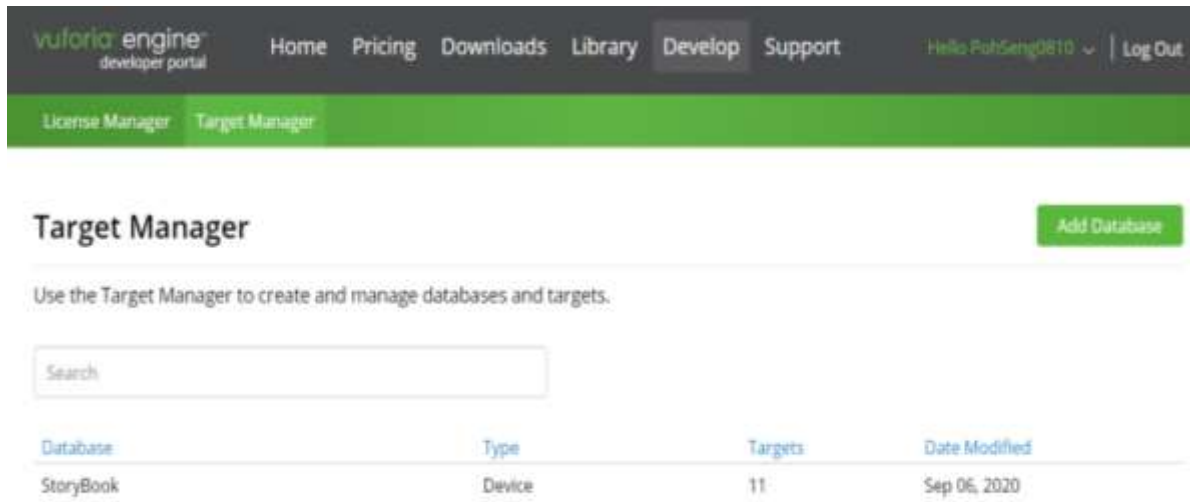 vuforia engine
developer portal
Home Pricing Downloads Library Develop Support Hello PohSeng0810 | Log Out
License Manager Target Manager
Target Manager
Add Database
Use the Target Manager to create and manage databases and targets.
Search
Database Type Targets Date Modified
StoryBook Device 11 Sep 06, 2020